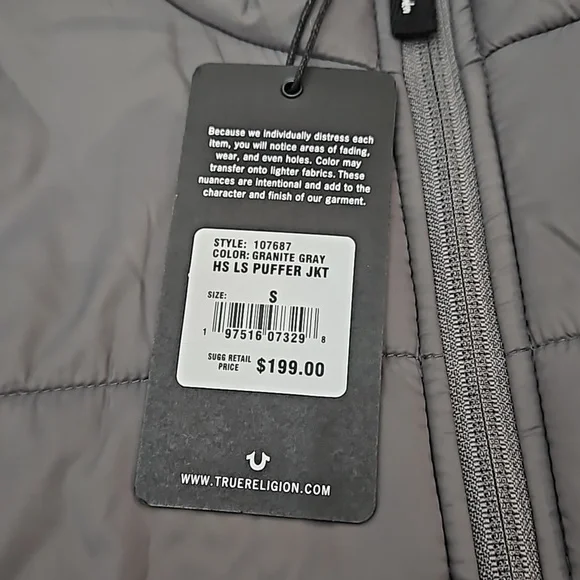 Because we individually distress each
item, you will notice areas of fading,
wear, and even holes. Color may
transfer onto lighter fabrics. These
nuances are intentional and add to the
character and finish of our garment.
STYLE: 107687
COLOR: GRANITE GRAY
HS LS PUFFER JKT
SIZE: S
1 97516 07329 8
SUGG RETAIL
PRICE $199.00
WWW.TRUERELIGION.COM